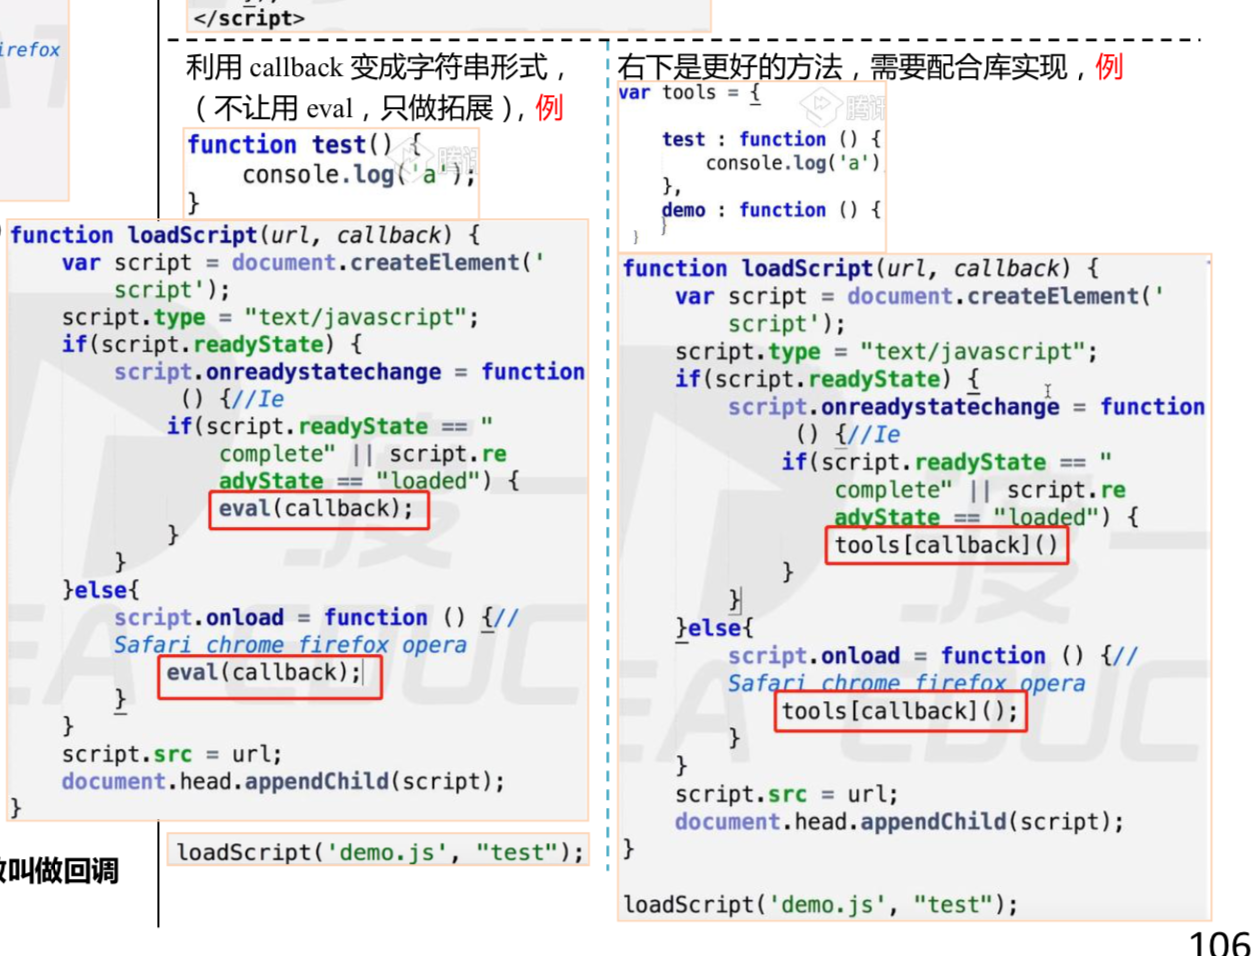 </script>
irefox
利用 callback 变成字符串形式，
（不让用 eval，只做拓展），例
function test() {
console.log('a');
}
function loadScript(url, callback) {
var script = document.createElement('
script');
script.type = "text/javascript";
if(script.readyState) {
script.onreadystatechange = function
() {//Ie
if(script.readyState == "
complete" || script.re
adyState == "loaded") {
eval(callback);
}
}
}else{
script.onload = function () {//
Safari chrome firefox opera
eval(callback);
}
}
script.src = url;
document.head.appendChild(script);
}
loadScript('demo.js', "test");
叫做回调
右下是更好的方法，需要配合库实现，例
var tools = {
test : function () {
console.log('a')
},
demo : function () {
}
}
function loadScript(url, callback) {
var script = document.createElement('
script');
script.type = "text/javascript";
if(script.readyState) {
script.onreadystatechange = function
() {//Ie
if(script.readyState == "
complete" || script.re
adyState == "loaded") {
tools[callback]()
}
}
}else{
script.onload = function () {//
Safari chrome firefox opera
tools[callback]();
}
}
script.src = url;
document.head.appendChild(script);
}
loadScript('demo.js', "test");
106